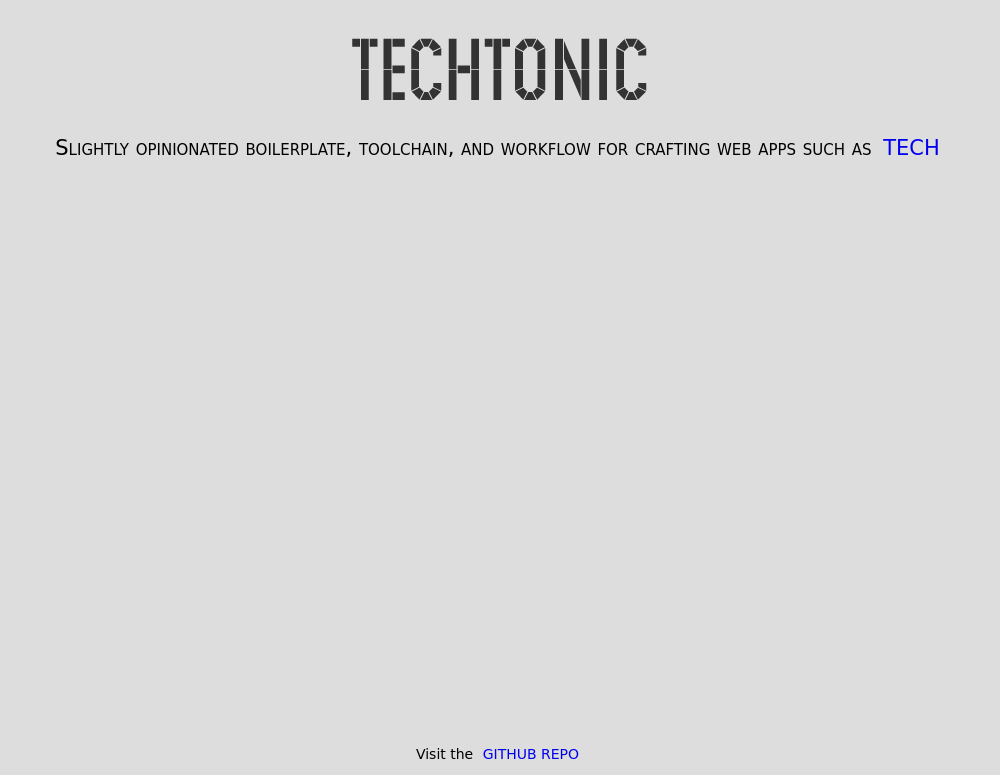 TECHTONIC
Slightly opinionated boilerplate, toolchain, and workflow for crafting web apps such as TECH
Visit the GITHUB REPO